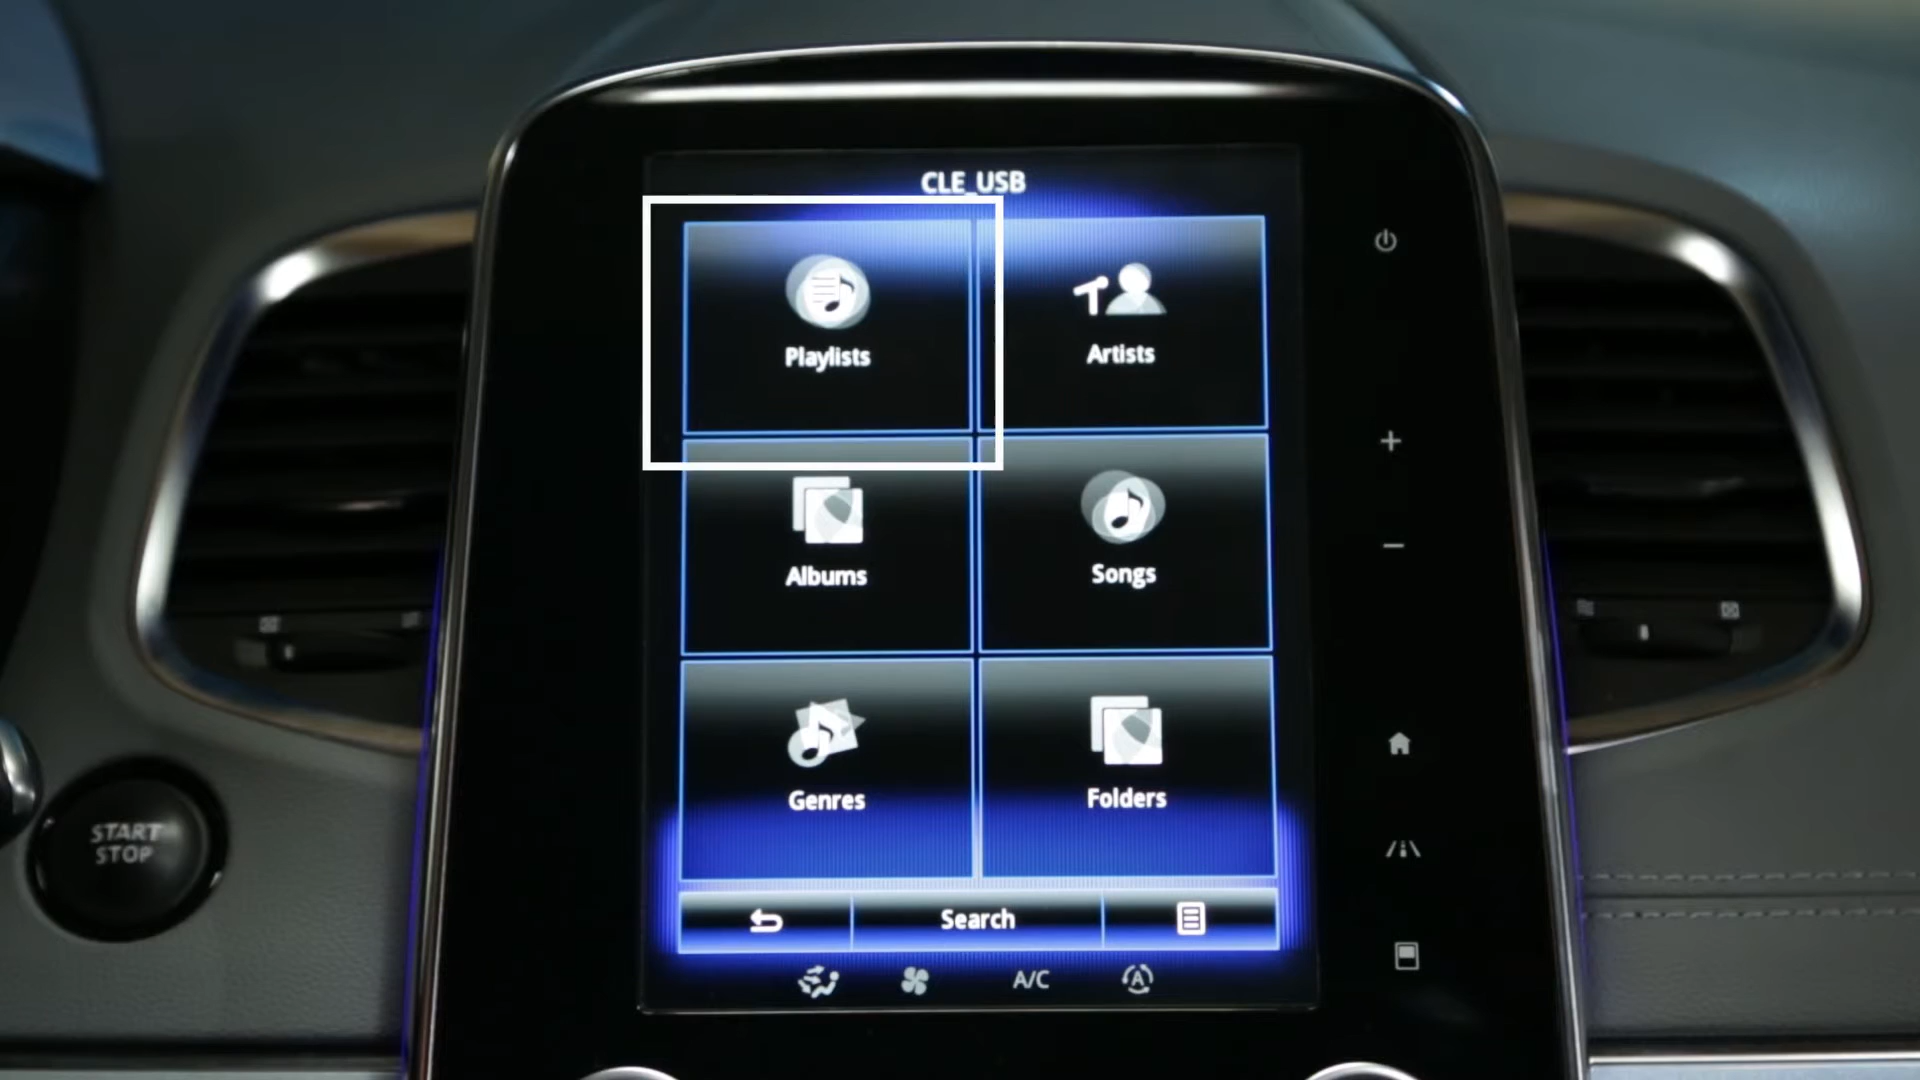 CLE_USB
Playlists
Artists
Albums
Songs
Genres
Folders
START
STOP
Search
A/C
A